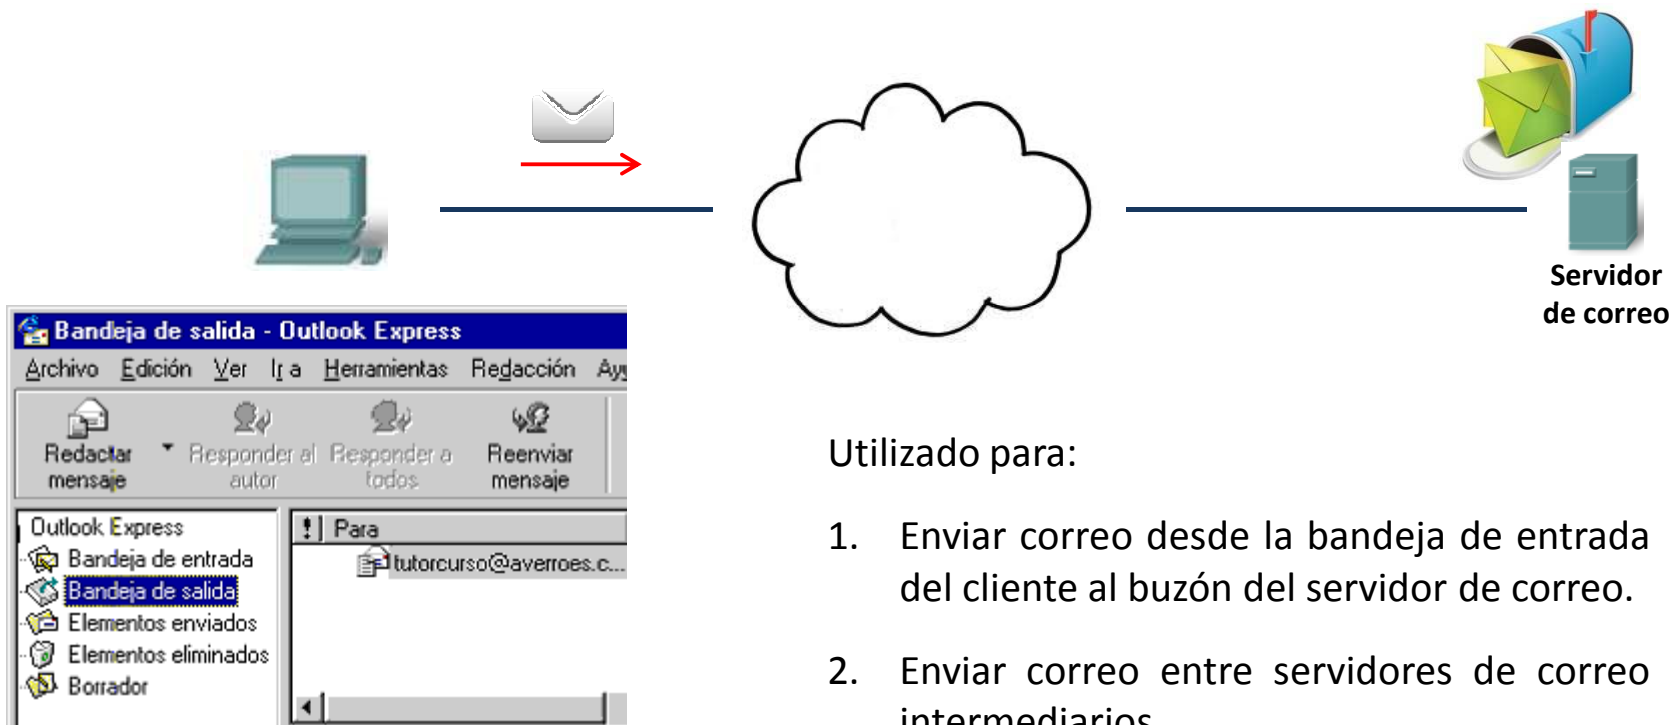 Servidor
de correo
Bandeja de salida - Outlook Express
Archivo Edición Ver Ir a Herramientas Redacción
Redactar mensaje
Responder al autor
Responder a todos
Reenviar mensaje
Outlook Express
Bandeja de entrada
Bandeja de salida
Elementos enviados
Elementos eliminados
Borrador
! Para
tutorcurso@averroes.c...
Utilizado para:
1. Enviar correo desde la bandeja de entrada
del cliente al buzón del servidor de correo.
2. Enviar correo entre servidores de correo
intermediarios